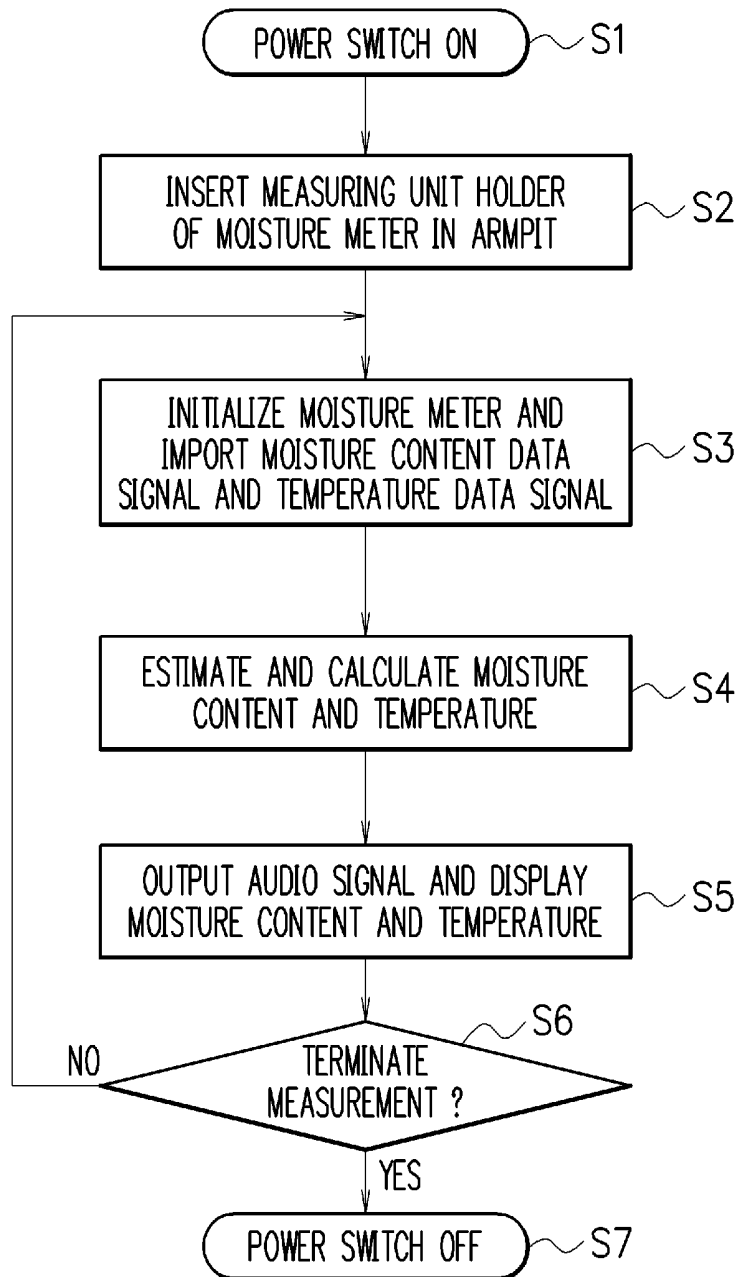 POWER SWITCH ON
S1
INSERT MEASURING UNIT HOLDER
OF MOISTURE METER IN ARMPIT
S2
INITIALIZE MOISTURE METER AND
IMPORT MOISTURE CONTENT DATA
SIGNAL AND TEMPERATURE DATA SIGNAL
S3
ESTIMATE AND CALCULATE MOISTURE
CONTENT AND TEMPERATURE
S4
OUTPUT AUDIO SIGNAL AND DISPLAY
MOISTURE CONTENT AND TEMPERATURE
S5
S6
NO
TERMINATE
MEASUREMENT ?
YES
POWER SWITCH OFF
S7